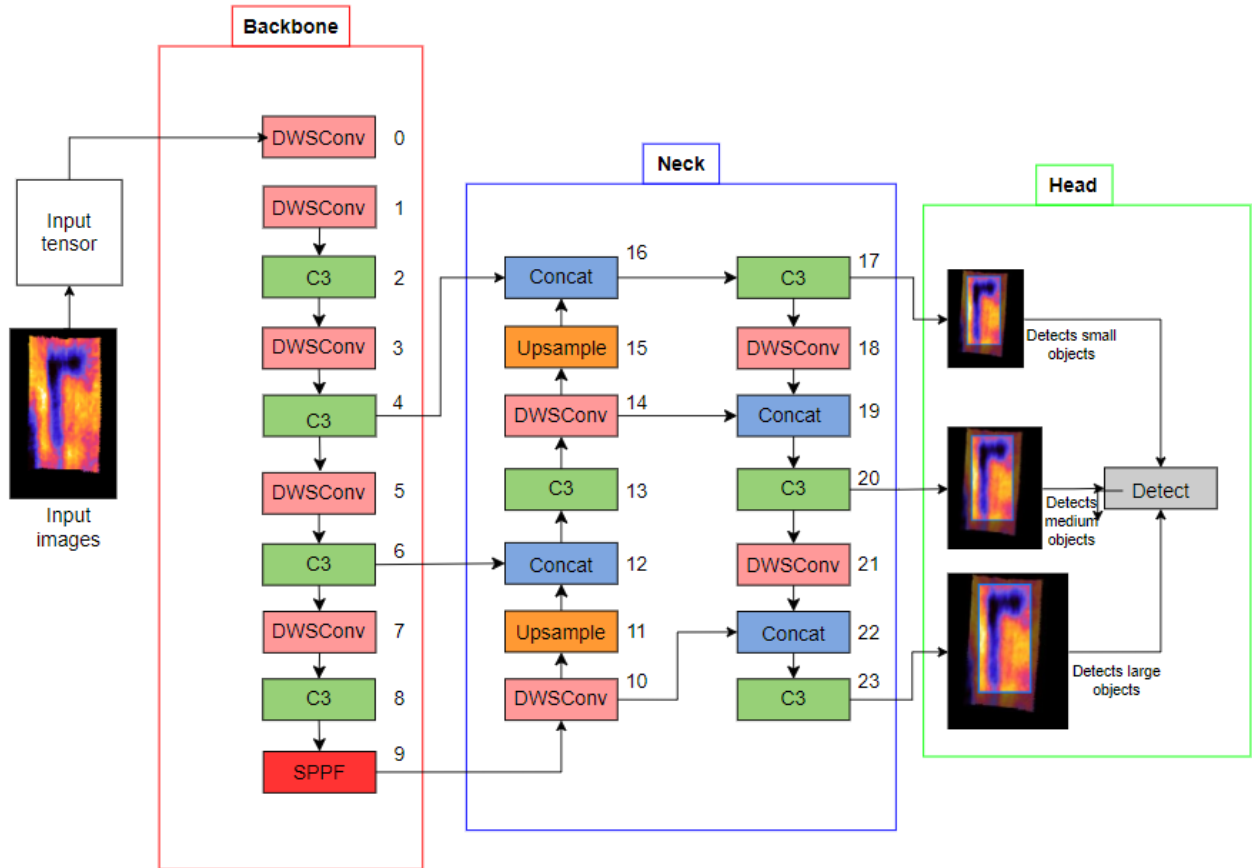 Backbone
DWSConv 0
Input
tensor
DWSConv 1
C3 2
DWSConv 3
C3 4
DWSConv 5
C3 6
DWSConv 7
C3 8
SPPF 9
Input
images
Neck
Concat 16
Upsample 15
DWSConv 14
C3 13
Concat 12
Upsample 11
DWSConv 10
C3 17
DWSConv 18
Concat 19
C3 20
DWSConv 21
Concat 22
C3 23
Head
Detects small
objects
Detects
medium
objects
Detects large
objects
Detect